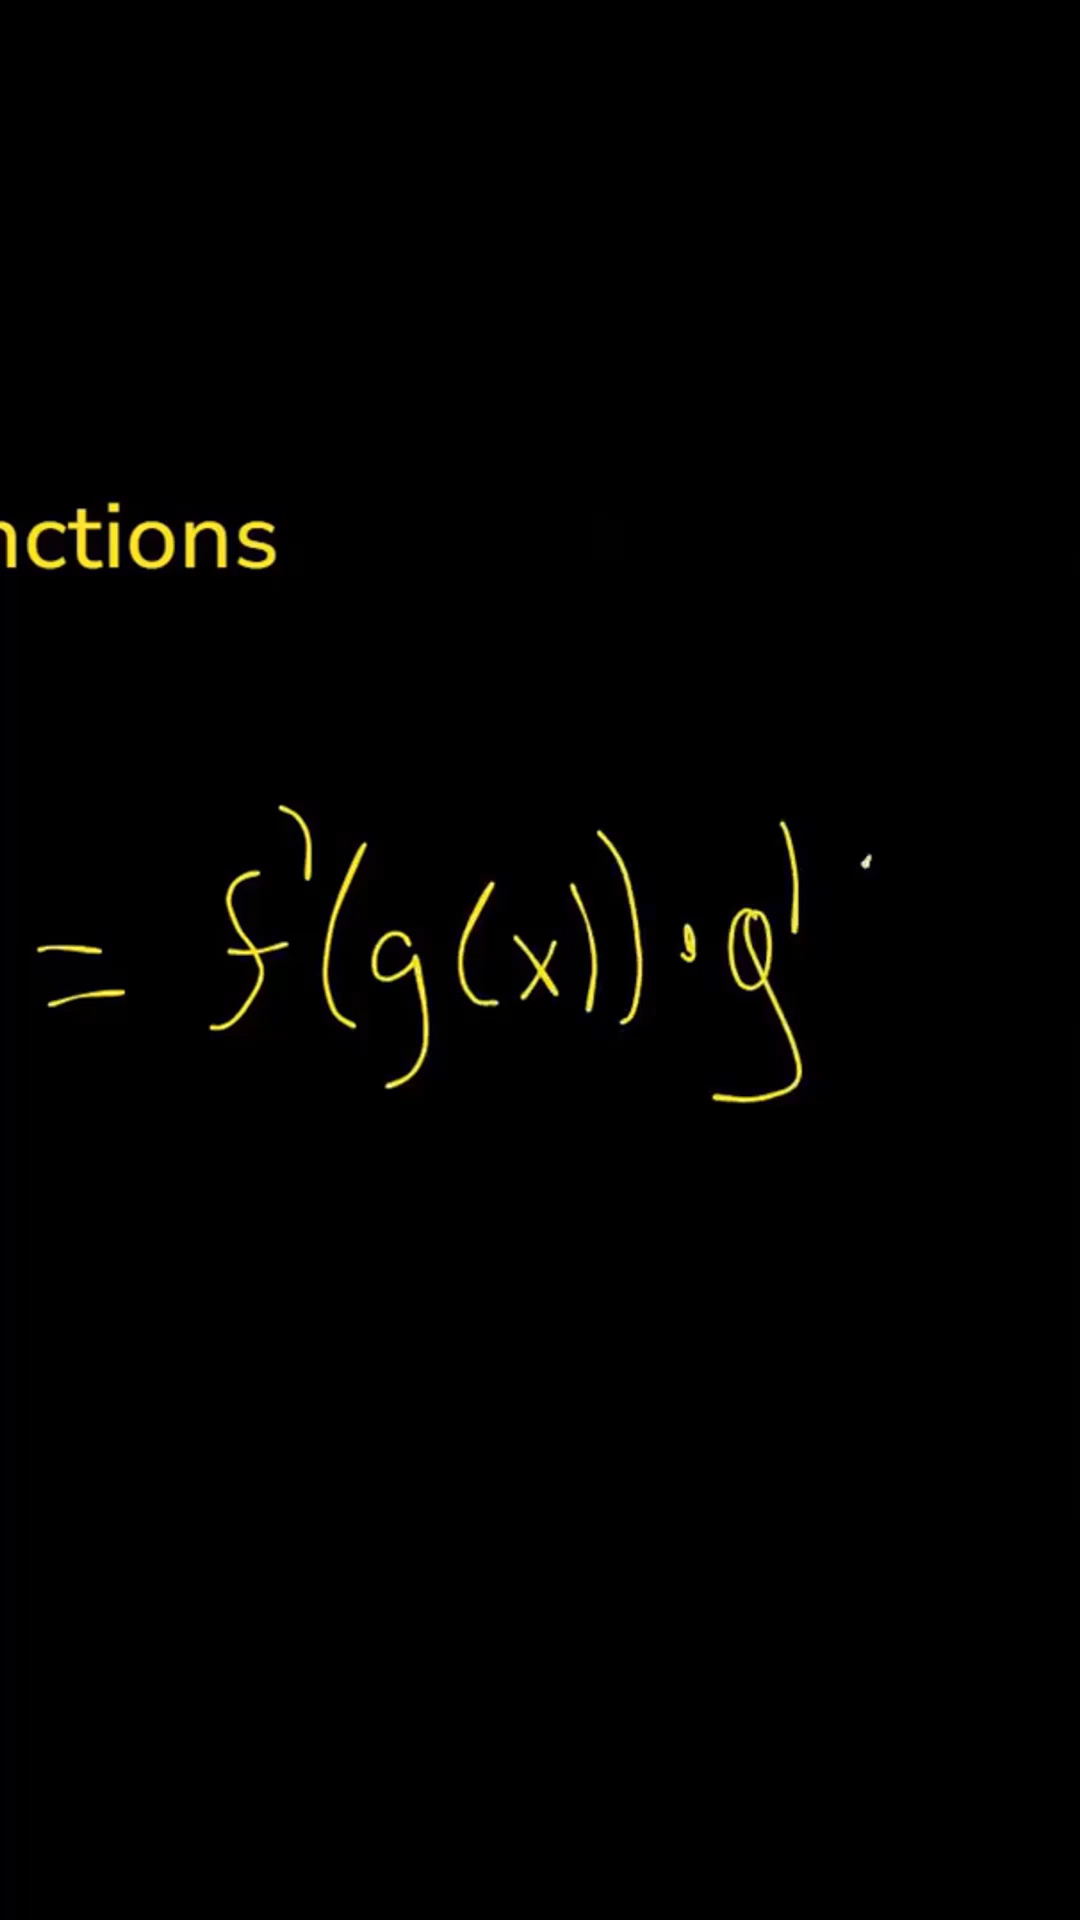 nctions
= f'(g(x))·g'